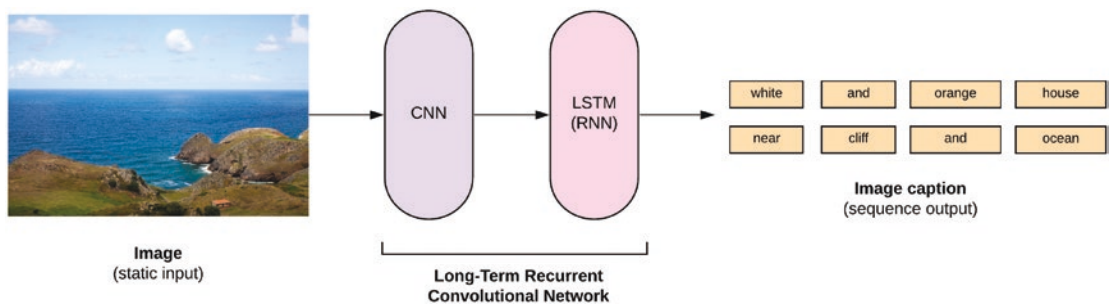 CNN
LSTM
(RNN)
white and orange house
near cliff and ocean
Image
(static input)
Image caption
(sequence output)
Long-Term Recurrent
Convolutional Network